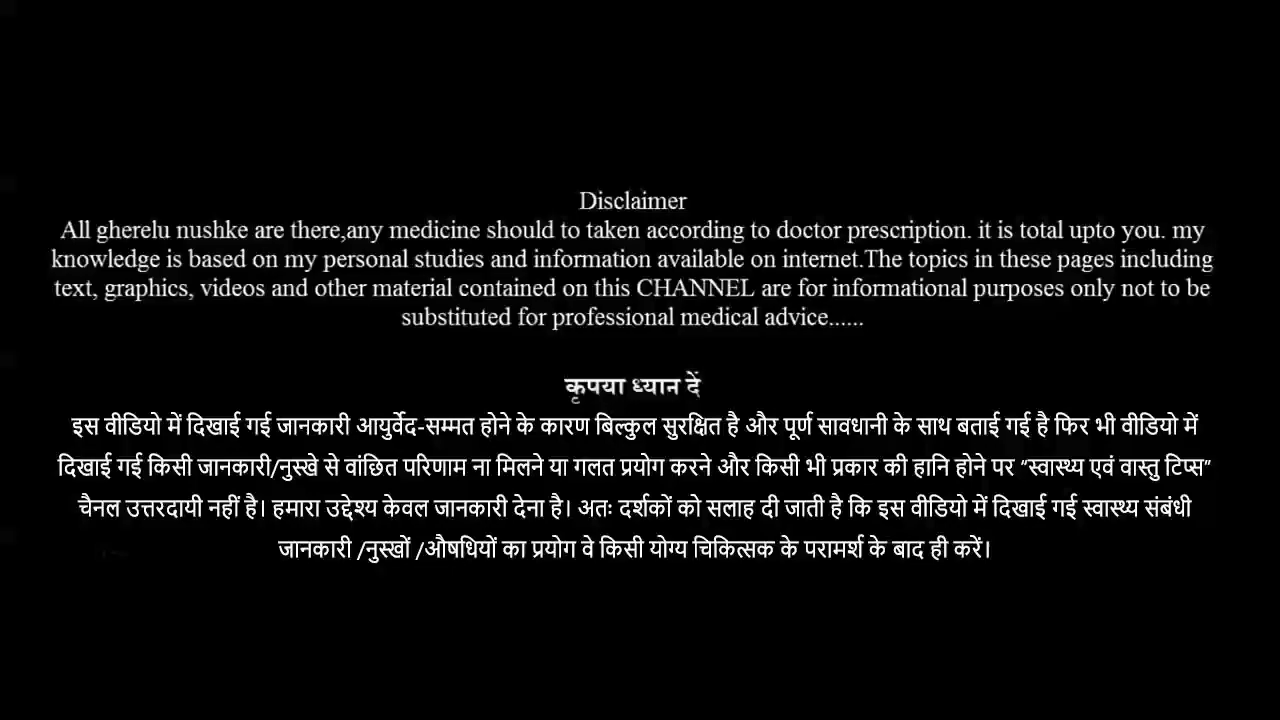 Disclaimer
All gherelu nushke are there,any medicine should to taken according to doctor prescription. it is total upto you. my
knowledge is based on my personal studies and information available on internet.The topics in these pages including
text, graphics, videos and other material contained on this CHANNEL are for informational purposes only not to be
substituted for professional medical advice......
कृपया ध्यान दें
इस वीडियो में दिखाई गई जानकारी आयुर्वेद-सम्मत होने के कारण बिल्कुल सुरक्षित है और पूर्ण सावधानी के साथ बताई गई है फिर भी वीडियो में
दिखाई गई किसी जानकारी/नुस्खे से वांछित परिणाम ना मिलने या गलत प्रयोग करने और किसी भी प्रकार की हानि होने पर “स्वास्थ्य एवं वास्तु टिप्स”
चैनल उत्तरदायी नहीं है। हमारा उद्देश्य केवल जानकारी देना है। अतः दर्शकों को सलाह दी जाती है कि इस वीडियो में दिखाई गई स्वास्थ्य संबंधी
जानकारी /नुस्खों /औषधियों का प्रयोग वे किसी योग्य चिकित्सक के परामर्श के बाद ही करें।